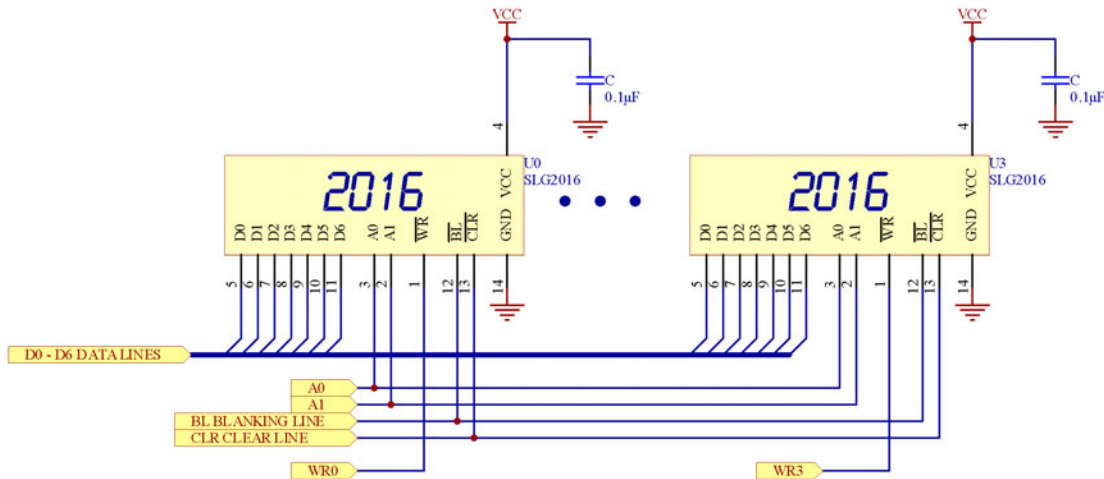 VCC VCC
C C
0.1µF 0.1µF
4 4
U0 U3
SLG2016 SLG2016
2016 2016
VCC VCC
D0 D1 D2 D3 D4 D5 D6 A0 A1 WR BL CLR GND D0 D1 D2 D3 D4 D5 D6 A0 A1 WR BL CLR GND
5 6 7 8 9 10 11 3 2 1 12 13 14 5 6 7 8 9 10 11 3 2 1 12 13 14
D0 - D6 DATA LINES
A0
A1
BL BLANKING LINE
CLR CLEAR LINE
WR0 WR3